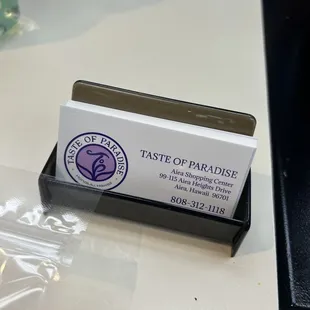 TASTE OF PARADISE
TASTE OF PARADISE
Aiea Shopping Center
99-115 Aiea Heights Drive
Aiea, Hawaii 96701
808-312-1118